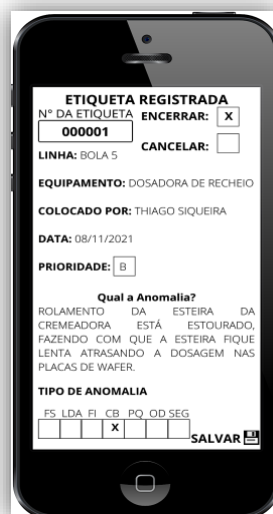 ETIQUETA REGISTRADA
N° DA ETIQUETA ENCERRAR: X
000001
CANCELAR:
LINHA: BOLA 5
EQUIPAMENTO: DOSADORA DE RECHEIO
COLOCADO POR: THIAGO SIQUEIRA
DATA: 08/11/2021
PRIORIDADE: B
Qual a Anomalia?
ROLAMENTO DA ESTEIRA DA
CREMEADORA ESTÁ ESTOURADO,
FAZENDO COM QUE A ESTEIRA FIQUE
LENTA ATRASANDO A DOSAGEM NAS
PLACAS DE WAFER.
TIPO DE ANOMALIA
FS LDA FI CB PQ OD SEG
X
SALVAR